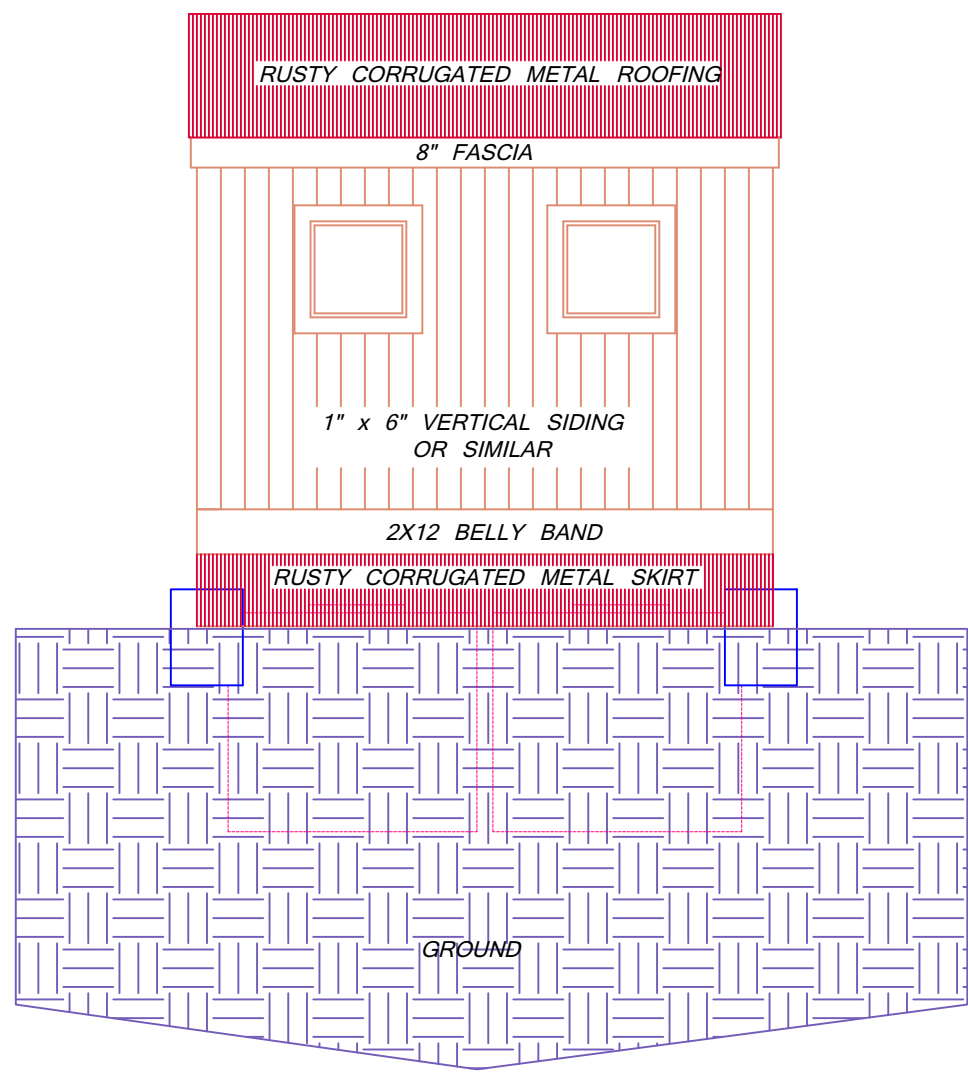 RUSTY CORRUGATED METAL ROOFING
8" FASCIA
1" x 6" VERTICAL SIDING
OR SIMILAR
2X12 BELLY BAND
RUSTY CORRUGATED METAL SKIRT
GROUND